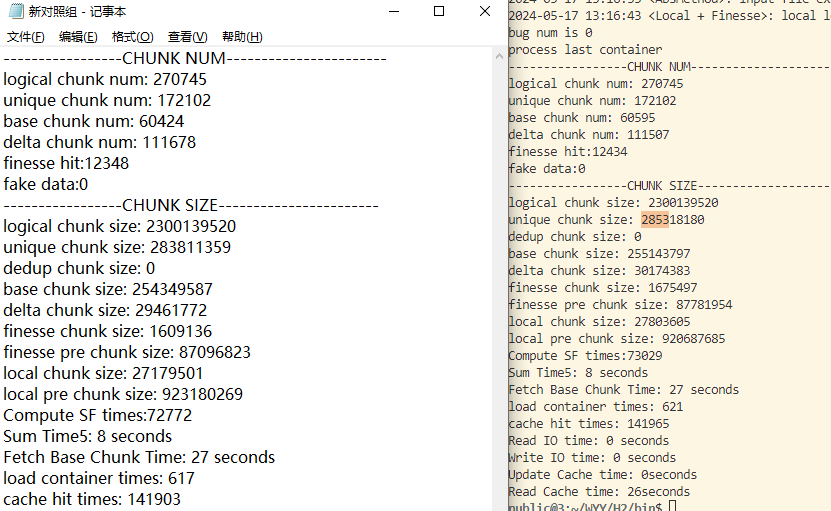 新对照组 - 记事本
文件(F) 编辑(E) 格式(O) 查看(V) 帮助(H)
-----------------CHUNK NUM-----------------------
logical chunk num: 270745
unique chunk num: 172102
base chunk num: 60424
delta chunk num: 111678
finesse hit:12348
fake data:0
-----------------CHUNK SIZE-----------------------
logical chunk size: 2300139520
unique chunk size: 283811359
dedup chunk size: 0
base chunk size: 254349587
delta chunk size: 29461772
finesse chunk size: 1609136
finesse pre chunk size: 87096823
local chunk size: 27179501
local pre chunk size: 923180269
Compute SF times:72772
Sum Time5: 8 seconds
Fetch Base Chunk Time: 27 seconds
load container times: 617
cache hit times: 141903
2024-05-17 13:16:43 <Local + Finesse>: local l
bug num is 0
process last container
-----------------CHUNK NUM--------------------
logical chunk num: 270745
unique chunk num: 172102
base chunk num: 60595
delta chunk num: 111507
finesse hit:12434
fake data:0
-----------------CHUNK SIZE-------------------
logical chunk size: 2300139520
unique chunk size: 285318180
dedup chunk size: 0
base chunk size: 255143797
delta chunk size: 30174383
finesse chunk size: 1675497
finesse pre chunk size: 87781954
local chunk size: 27803605
local pre chunk size: 920687685
Compute SF times:73029
Sum Time5: 8 seconds
Fetch Base Chunk Time: 27 seconds
load container times: 621
cache hit times: 141965
Read IO time: 0 seconds
Write IO time: 0 seconds
Update Cache time: 0seconds
Read Cache time: 26seconds
public@3:~/WYY/H2/bin$